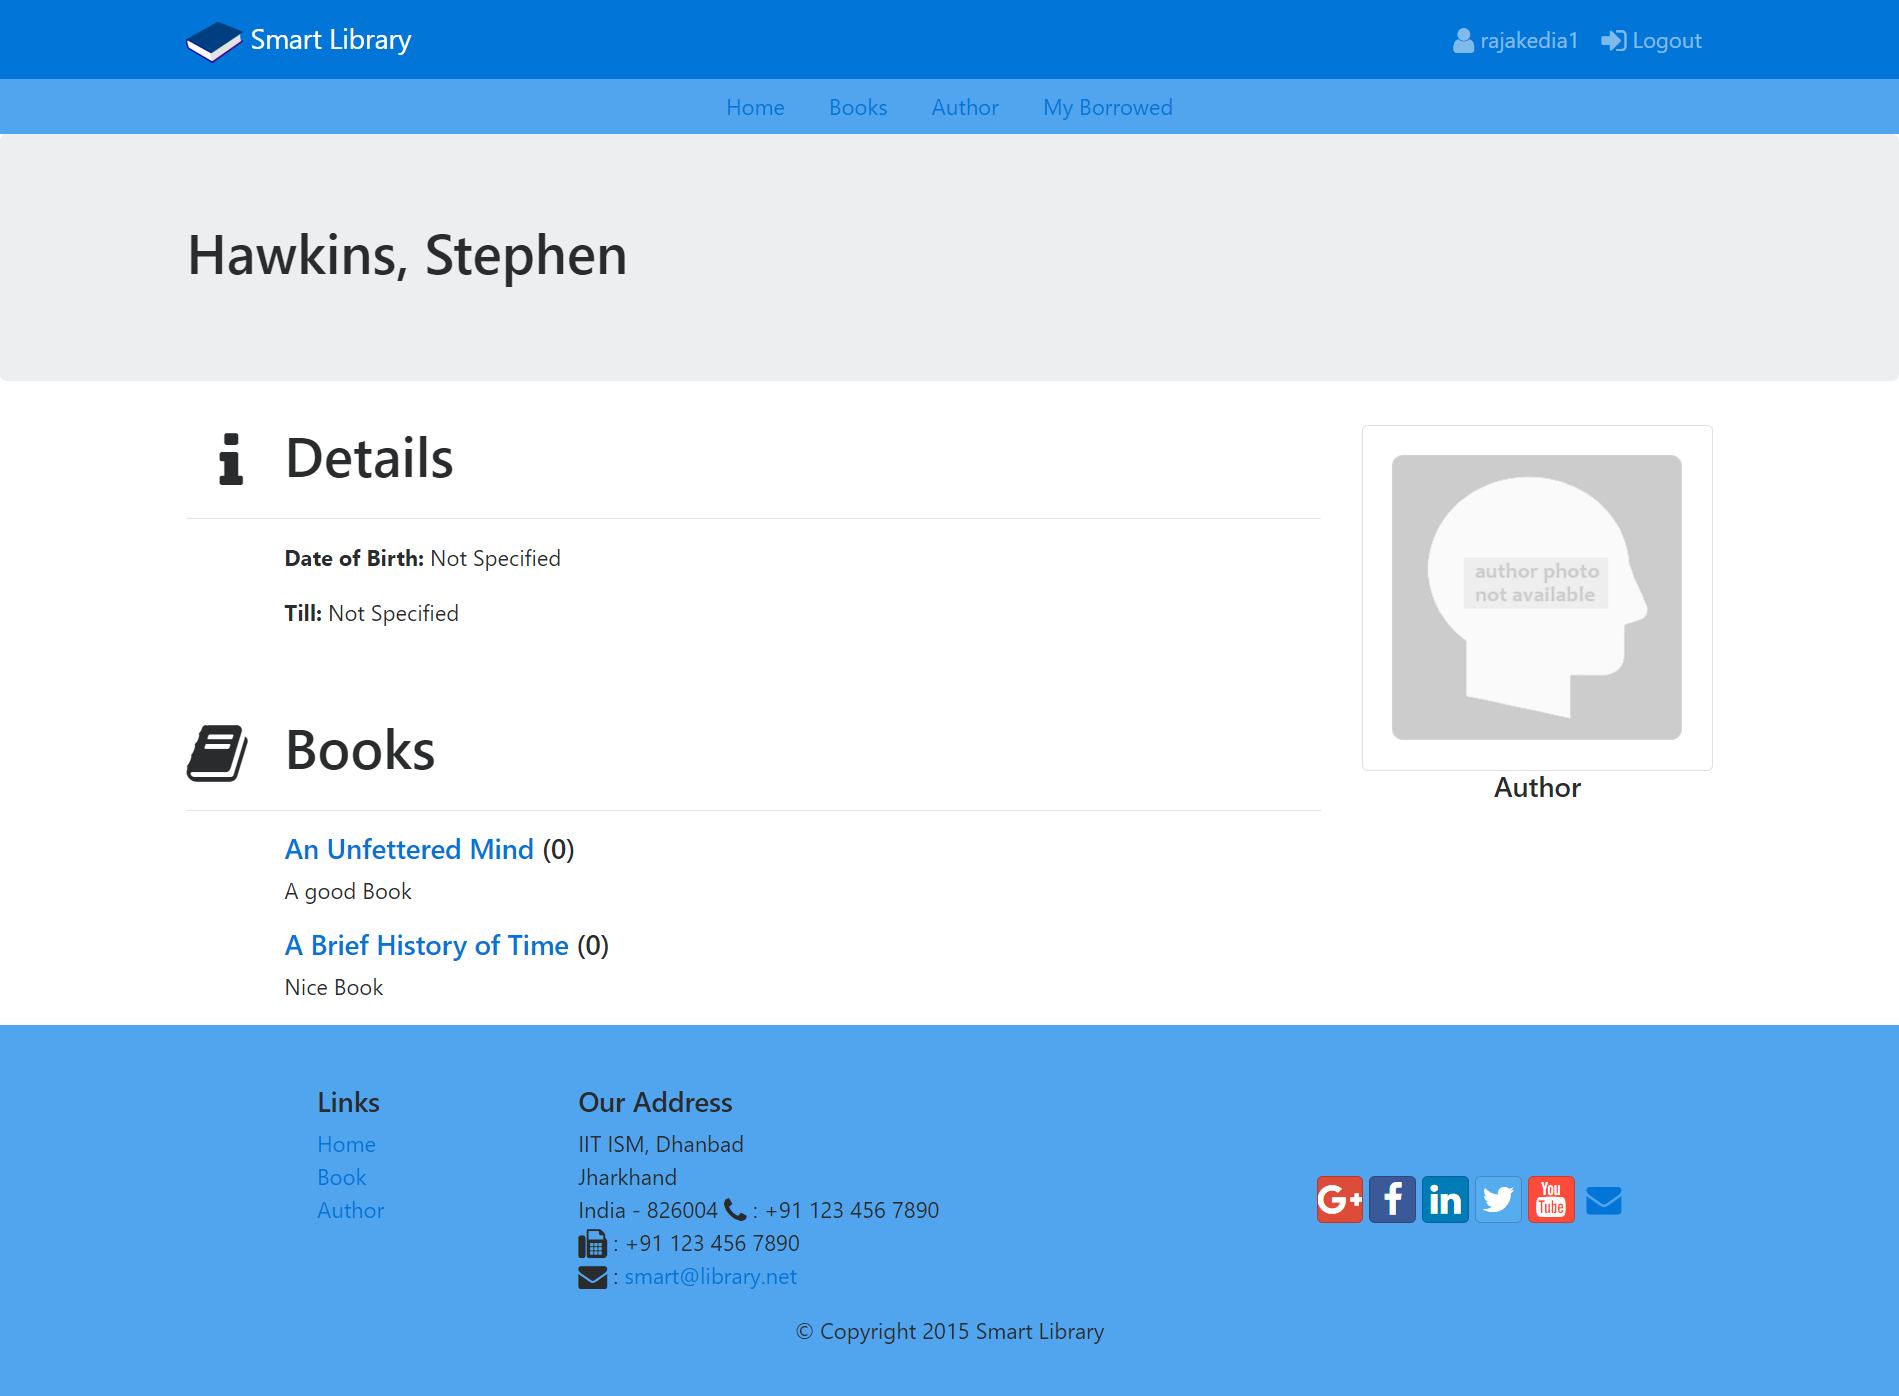 Smart Library
rajakedia1 Logout
Home Books Author My Borrowed
Hawkins, Stephen
Details
Date of Birth: Not Specified
Till: Not Specified
author photo
not available
Author
Books
An Unfettered Mind (0)
A good Book
A Brief History of Time (0)
Nice Book
Links
Home
Book
Author
Our Address
IIT ISM, Dhanbad
Jharkhand
India - 826004 : +91 123 456 7890
: +91 123 456 7890
: smart@library.net
G+ f in You
Tube
© Copyright 2015 Smart Library